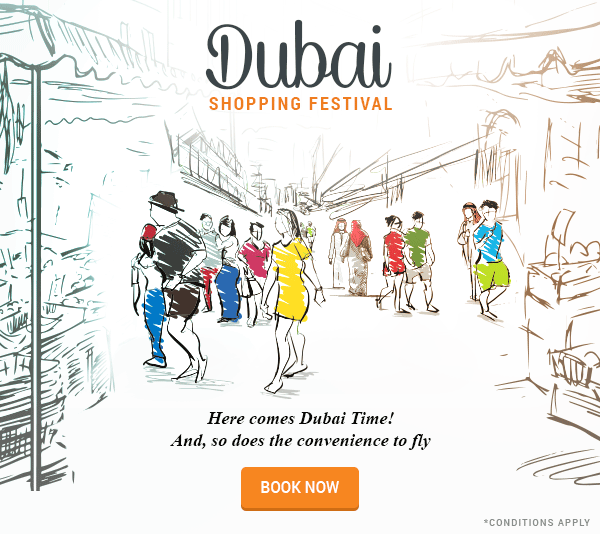 Dubai
SHOPPING FESTIVAL
Here comes Dubai Time!
And, so does the convenience to fly
BOOK NOW
*CONDITIONS APPLY